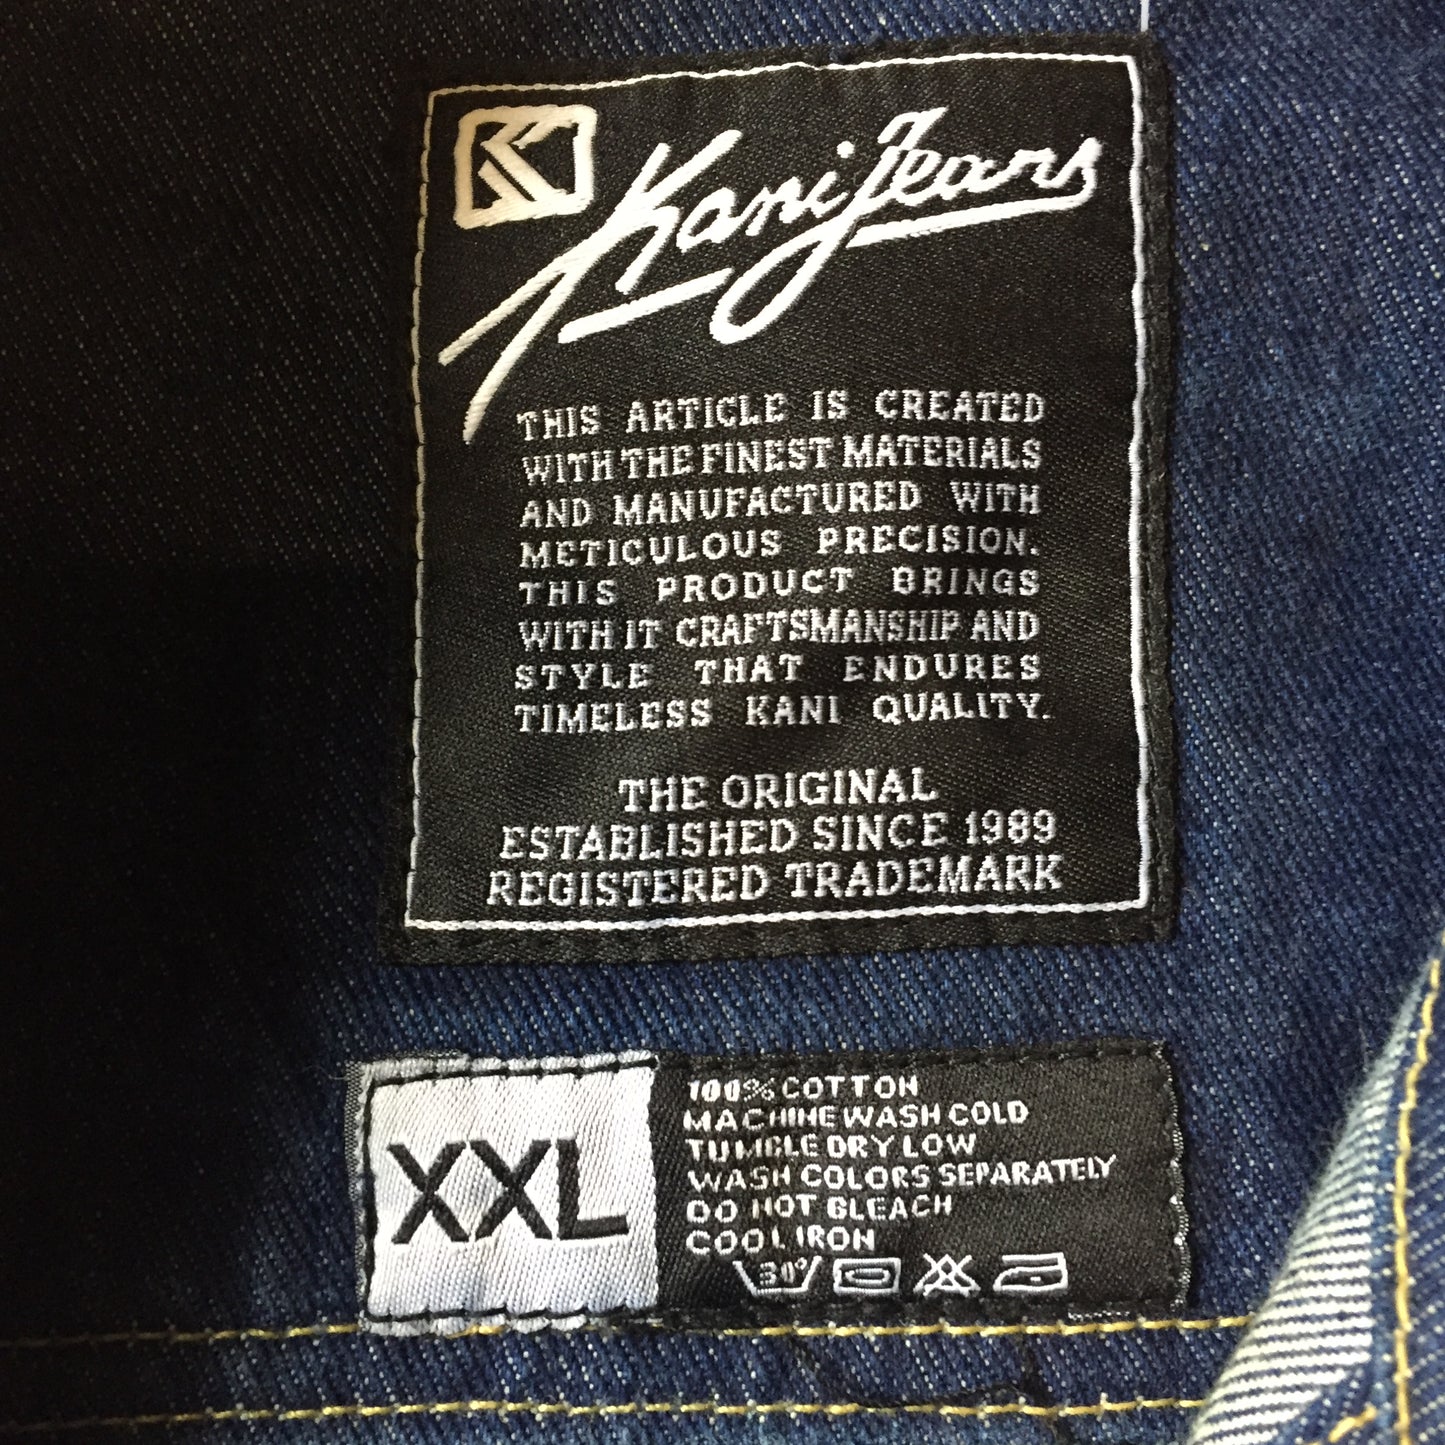 K Kani Jeans
THIS ARTICLE IS CREATED
WITH THE FINEST MATERIALS
AND MANUFACTURED WITH
METICULOUS PRECISION.
THIS PRODUCT BRINGS
WITH IT CRAFTSMANSHIP AND
STYLE THAT ENDURES
TIMELESS KANI QUALITY.
THE ORIGINAL
ESTABLISHED SINCE 1989
REGISTERED TRADEMARK
XXL
100% COTTON
MACHINE WASH COLD
TUMBLE DRY LOW
WASH COLORS SEPARATELY
DO NOT BLEACH
COOL IRON
30°